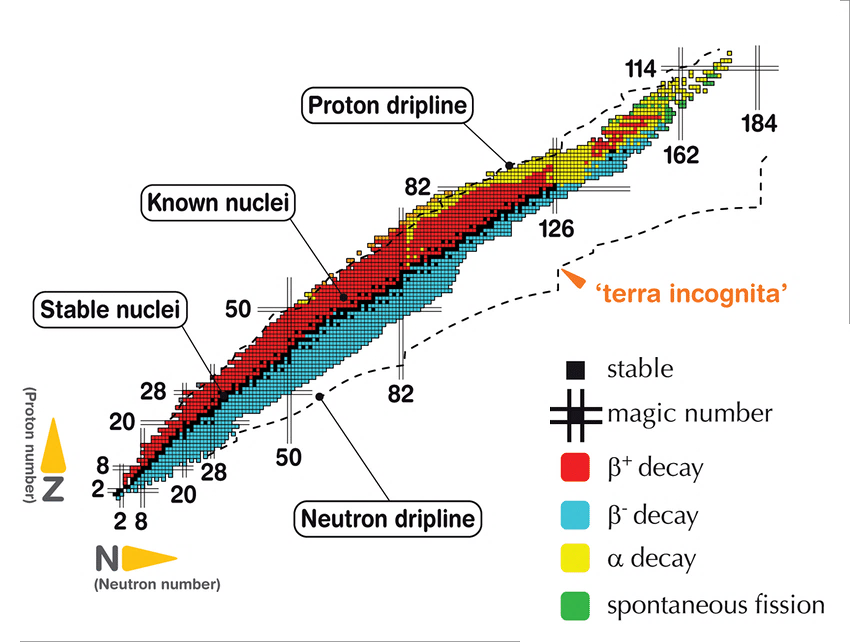 114
Proton dripline
184
162
Known nuclei
82
126
'terra incognita'
Stable nuclei
50
stable
28
82
magic number
(Proton number)
Z
20
50
8
28
β+ decay
2
20
2 8
Neutron dripline
β- decay
N
(Neutron number)
α decay
spontaneous fission